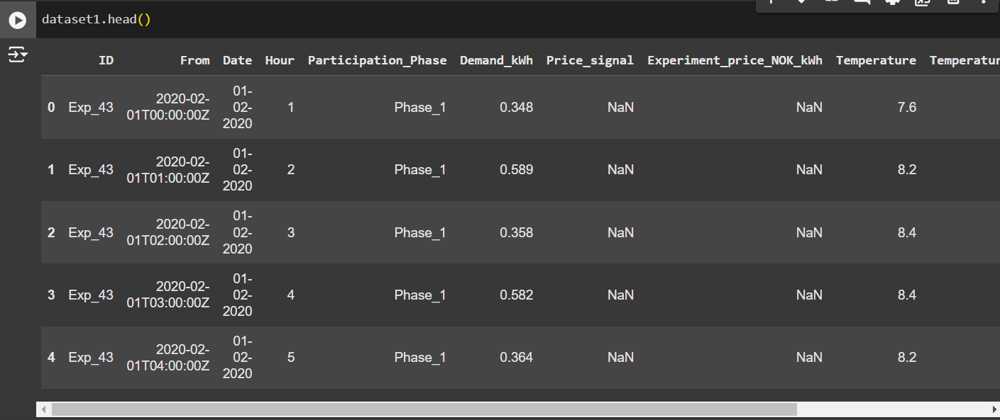 dataset1.head()
ID From Date Hour Participation_Phase Demand_kWh Price_signal Experiment_price_NOK_kWh Temperature
0 Exp_43 2020-02-01T00:00:00Z 01-02-2020 1 Phase_1 0.348 NaN NaN 7.6
1 Exp_43 2020-02-01T01:00:00Z 01-02-2020 2 Phase_1 0.589 NaN NaN 8.2
2 Exp_43 2020-02-01T02:00:00Z 01-02-2020 3 Phase_1 0.358 NaN NaN 8.4
3 Exp_43 2020-02-01T03:00:00Z 01-02-2020 4 Phase_1 0.582 NaN NaN 8.4
4 Exp_43 2020-02-01T04:00:00Z 01-02-2020 5 Phase_1 0.364 NaN NaN 8.2